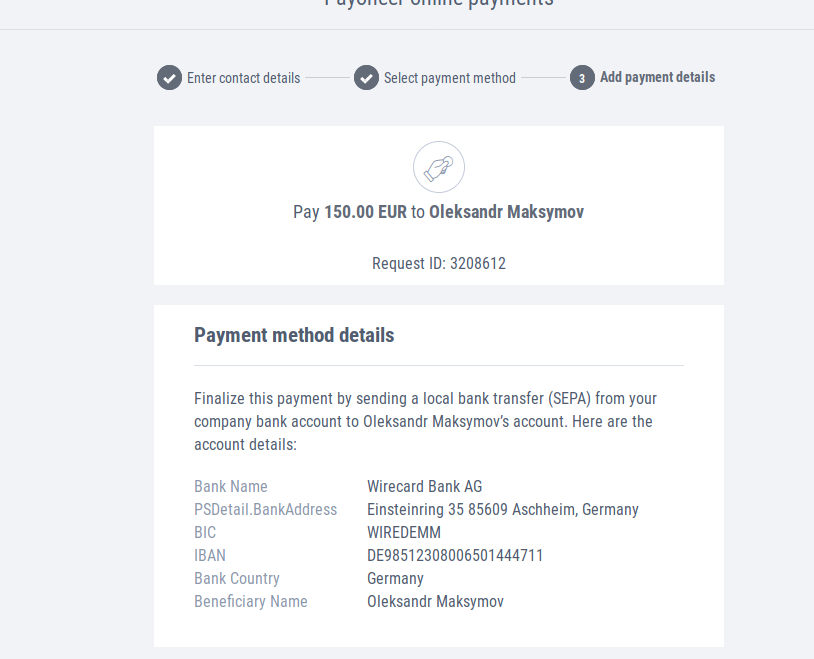 Payoneer online payments
Enter contact details
Select payment method
3 Add payment details
Pay 150.00 EUR to Oleksandr Maksymov
Request ID: 3208612
Payment method details
Finalize this payment by sending a local bank transfer (SEPA) from your
company bank account to Oleksandr Maksymov's account. Here are the
account details:
Bank Name Wirecard Bank AG
PSDetail.BankAddress Einsteinring 35 85609 Aschheim, Germany
BIC WIREDEMM
IBAN DE98512308006501444711
Bank Country Germany
Beneficiary Name Oleksandr Maksymov